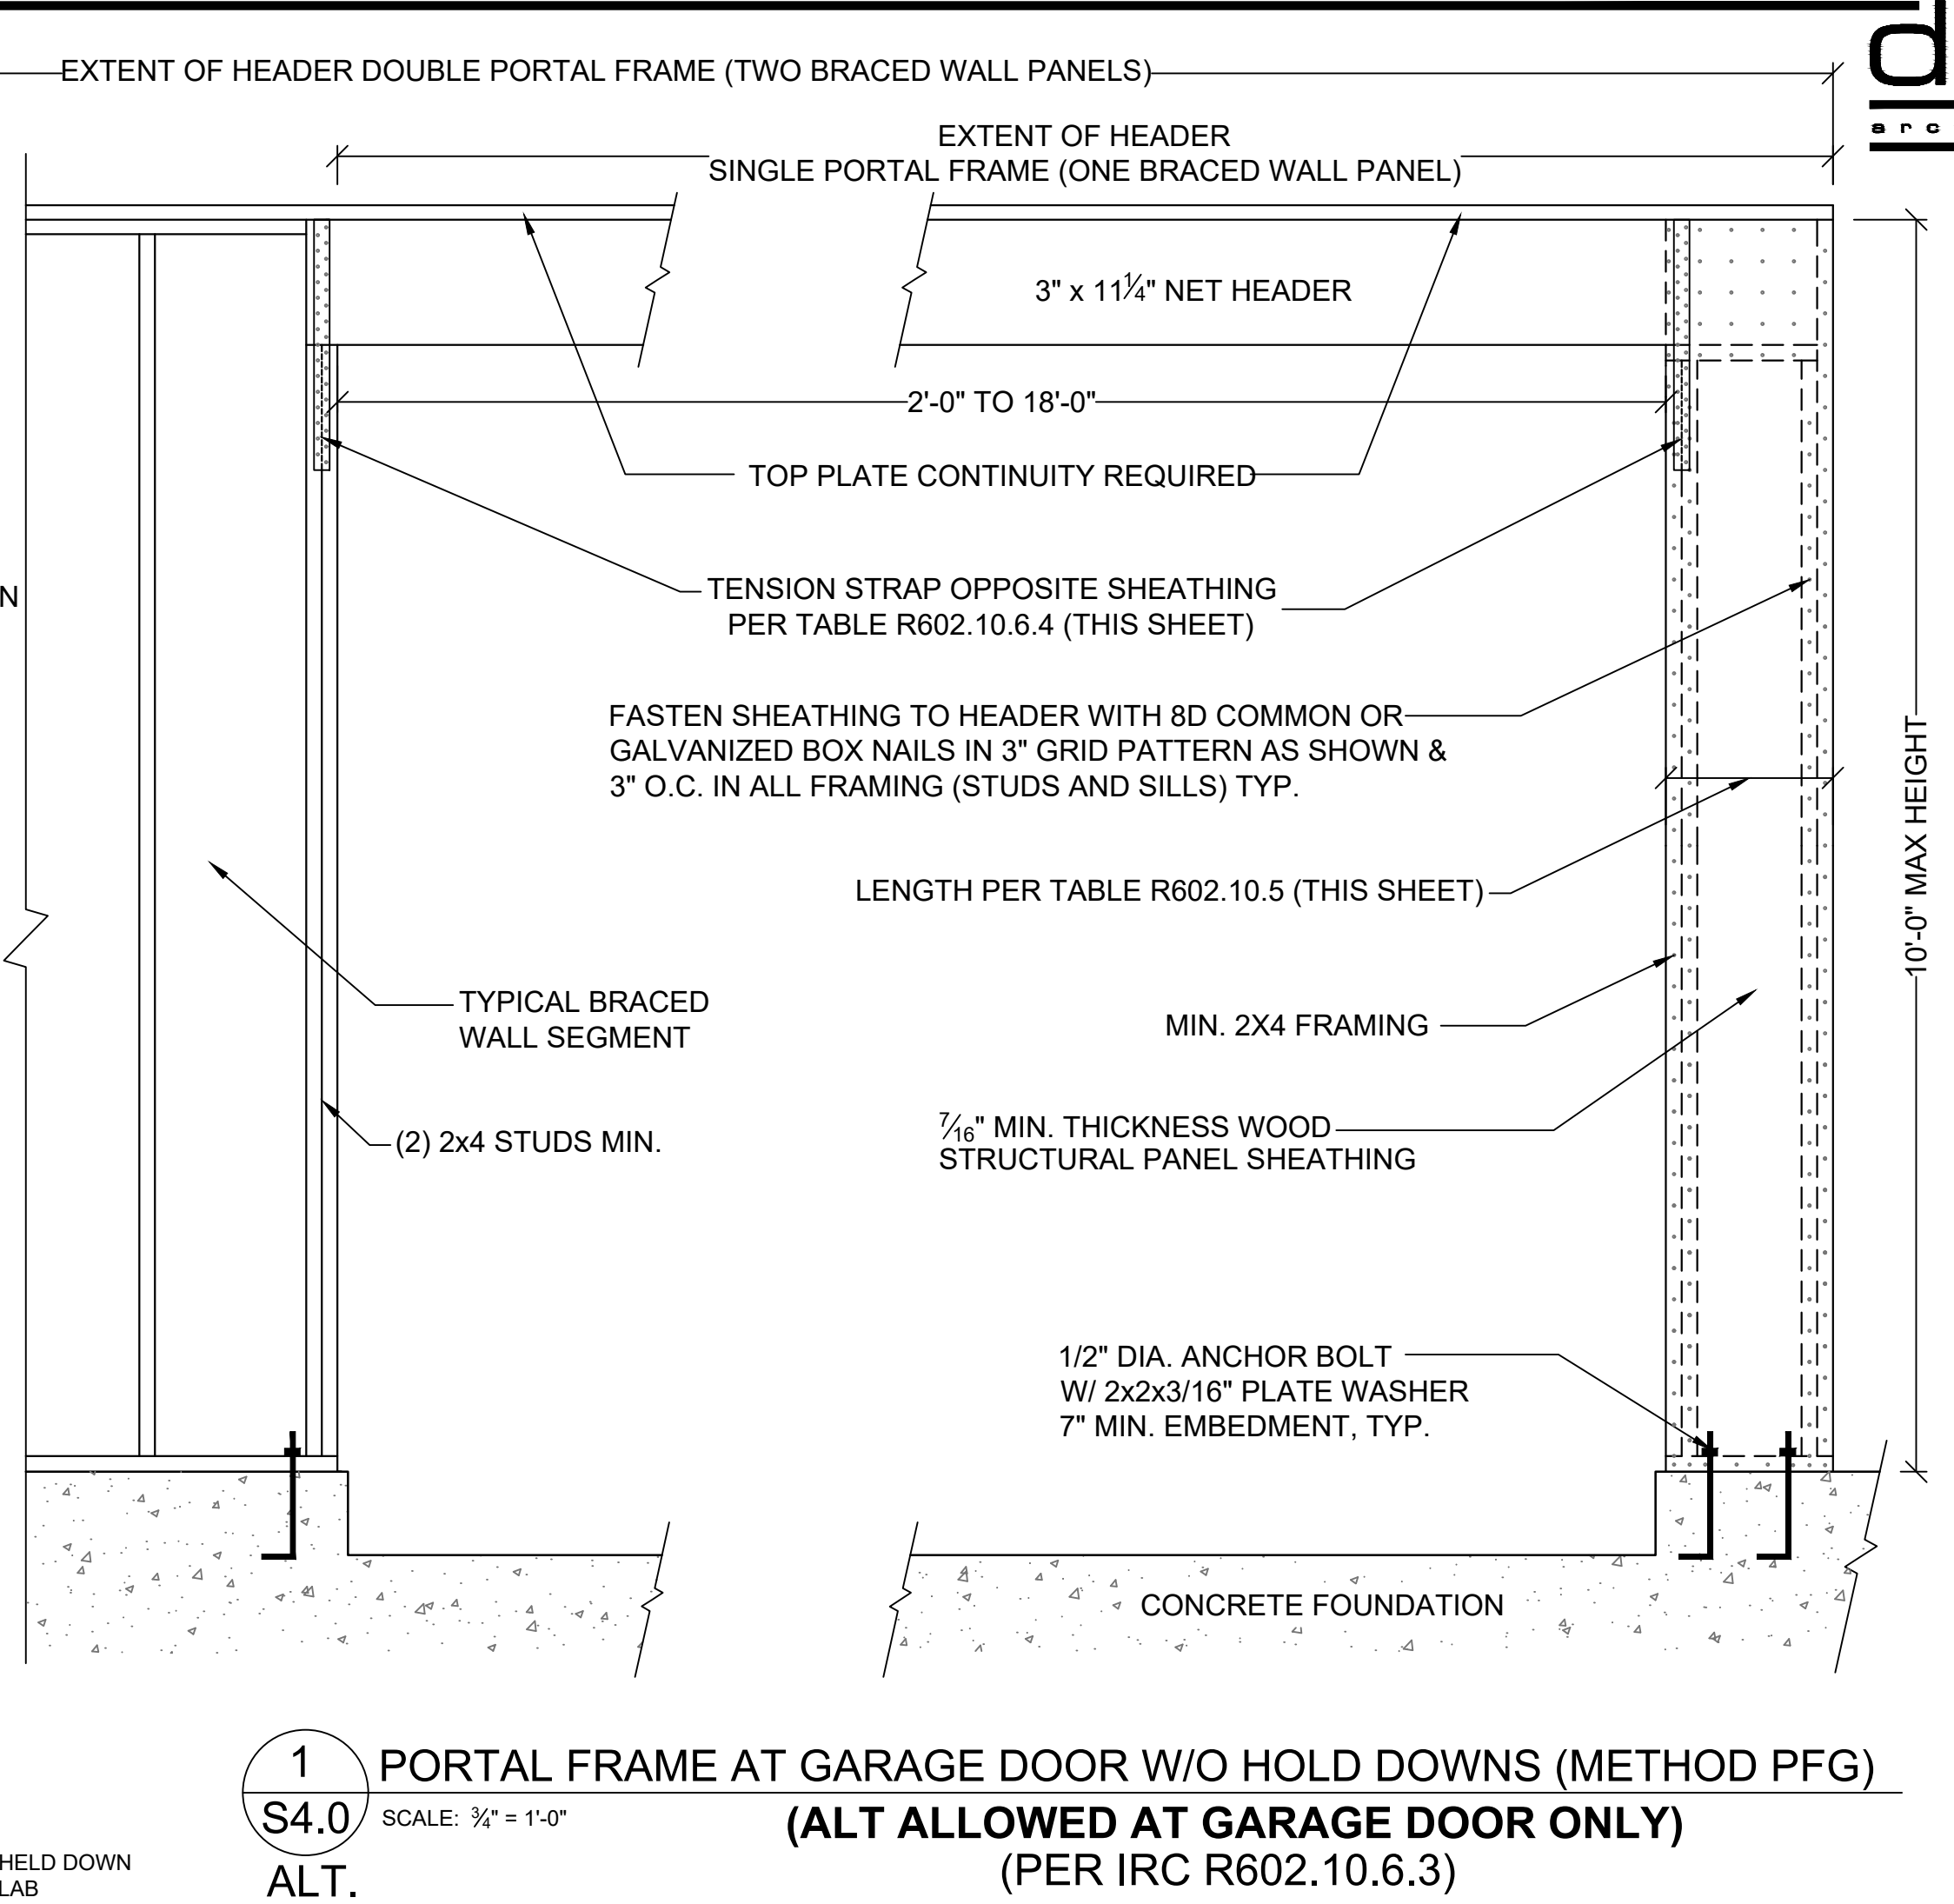 EXTENT OF HEADER DOUBLE PORTAL FRAME (TWO BRACED WALL PANELS)
d
arc
EXTENT OF HEADER
SINGLE PORTAL FRAME (ONE BRACED WALL PANEL)
3" x 11¼" NET HEADER
2'-0" TO 18'-0"
TOP PLATE CONTINUITY REQUIRED
N
TENSION STRAP OPPOSITE SHEATHING
PER TABLE R602.10.6.4 (THIS SHEET)
FASTEN SHEATHING TO HEADER WITH 8D COMMON OR
GALVANIZED BOX NAILS IN 3" GRID PATTERN AS SHOWN &
3" O.C. IN ALL FRAMING (STUDS AND SILLS) TYP.
10'-0" MAX HEIGHT
LENGTH PER TABLE R602.10.5 (THIS SHEET)
TYPICAL BRACED
WALL SEGMENT
MIN. 2X4 FRAMING
(2) 2x4 STUDS MIN.
7/16" MIN. THICKNESS WOOD
STRUCTURAL PANEL SHEATHING
1/2" DIA. ANCHOR BOLT
W/ 2x2x3/16" PLATE WASHER
7" MIN. EMBEDMENT, TYP.
CONCRETE FOUNDATION
1
S4.0
ALT.
PORTAL FRAME AT GARAGE DOOR W/O HOLD DOWNS (METHOD PFG)
SCALE: ¾" = 1'-0"
(ALT ALLOWED AT GARAGE DOOR ONLY)
(PER IRC R602.10.6.3)
HELD DOWN
LAB